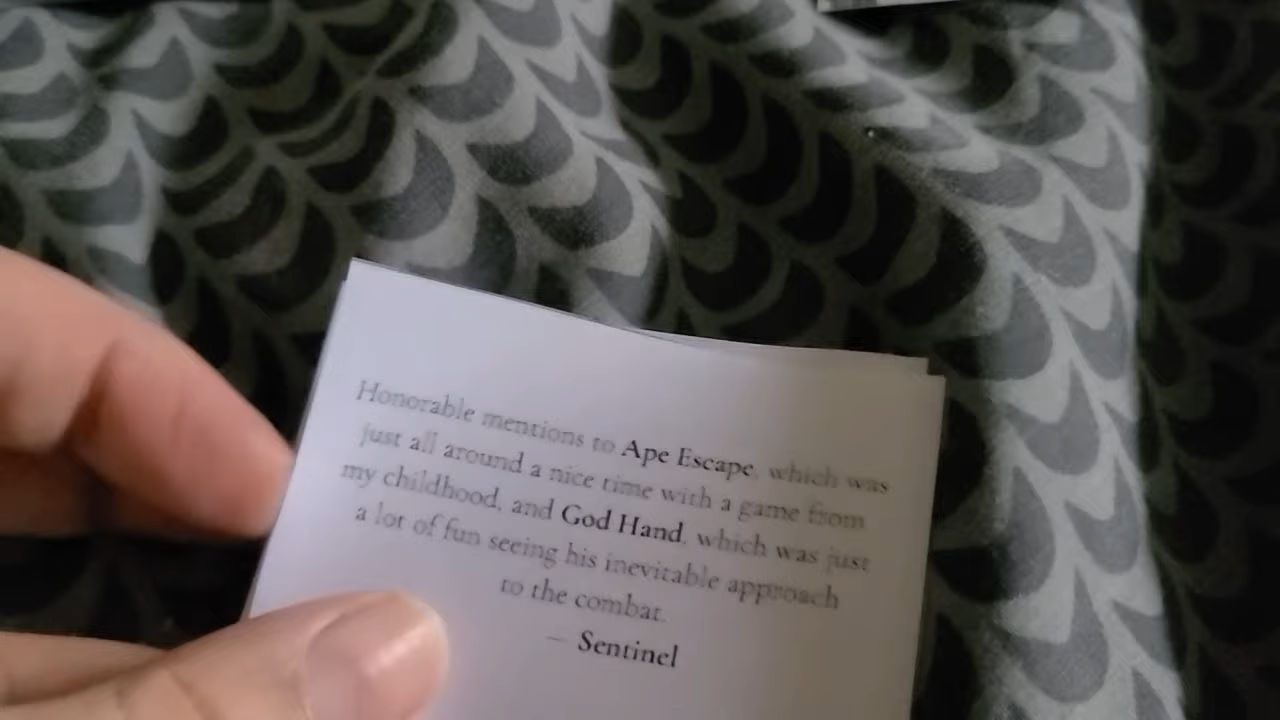 Honorable mentions to Ape Escape, which was
just all around a nice time with a game from
my childhood, and God Hand, which was just
a lot of fun seeing his inevitable approach
to the combat.
– Sentinel